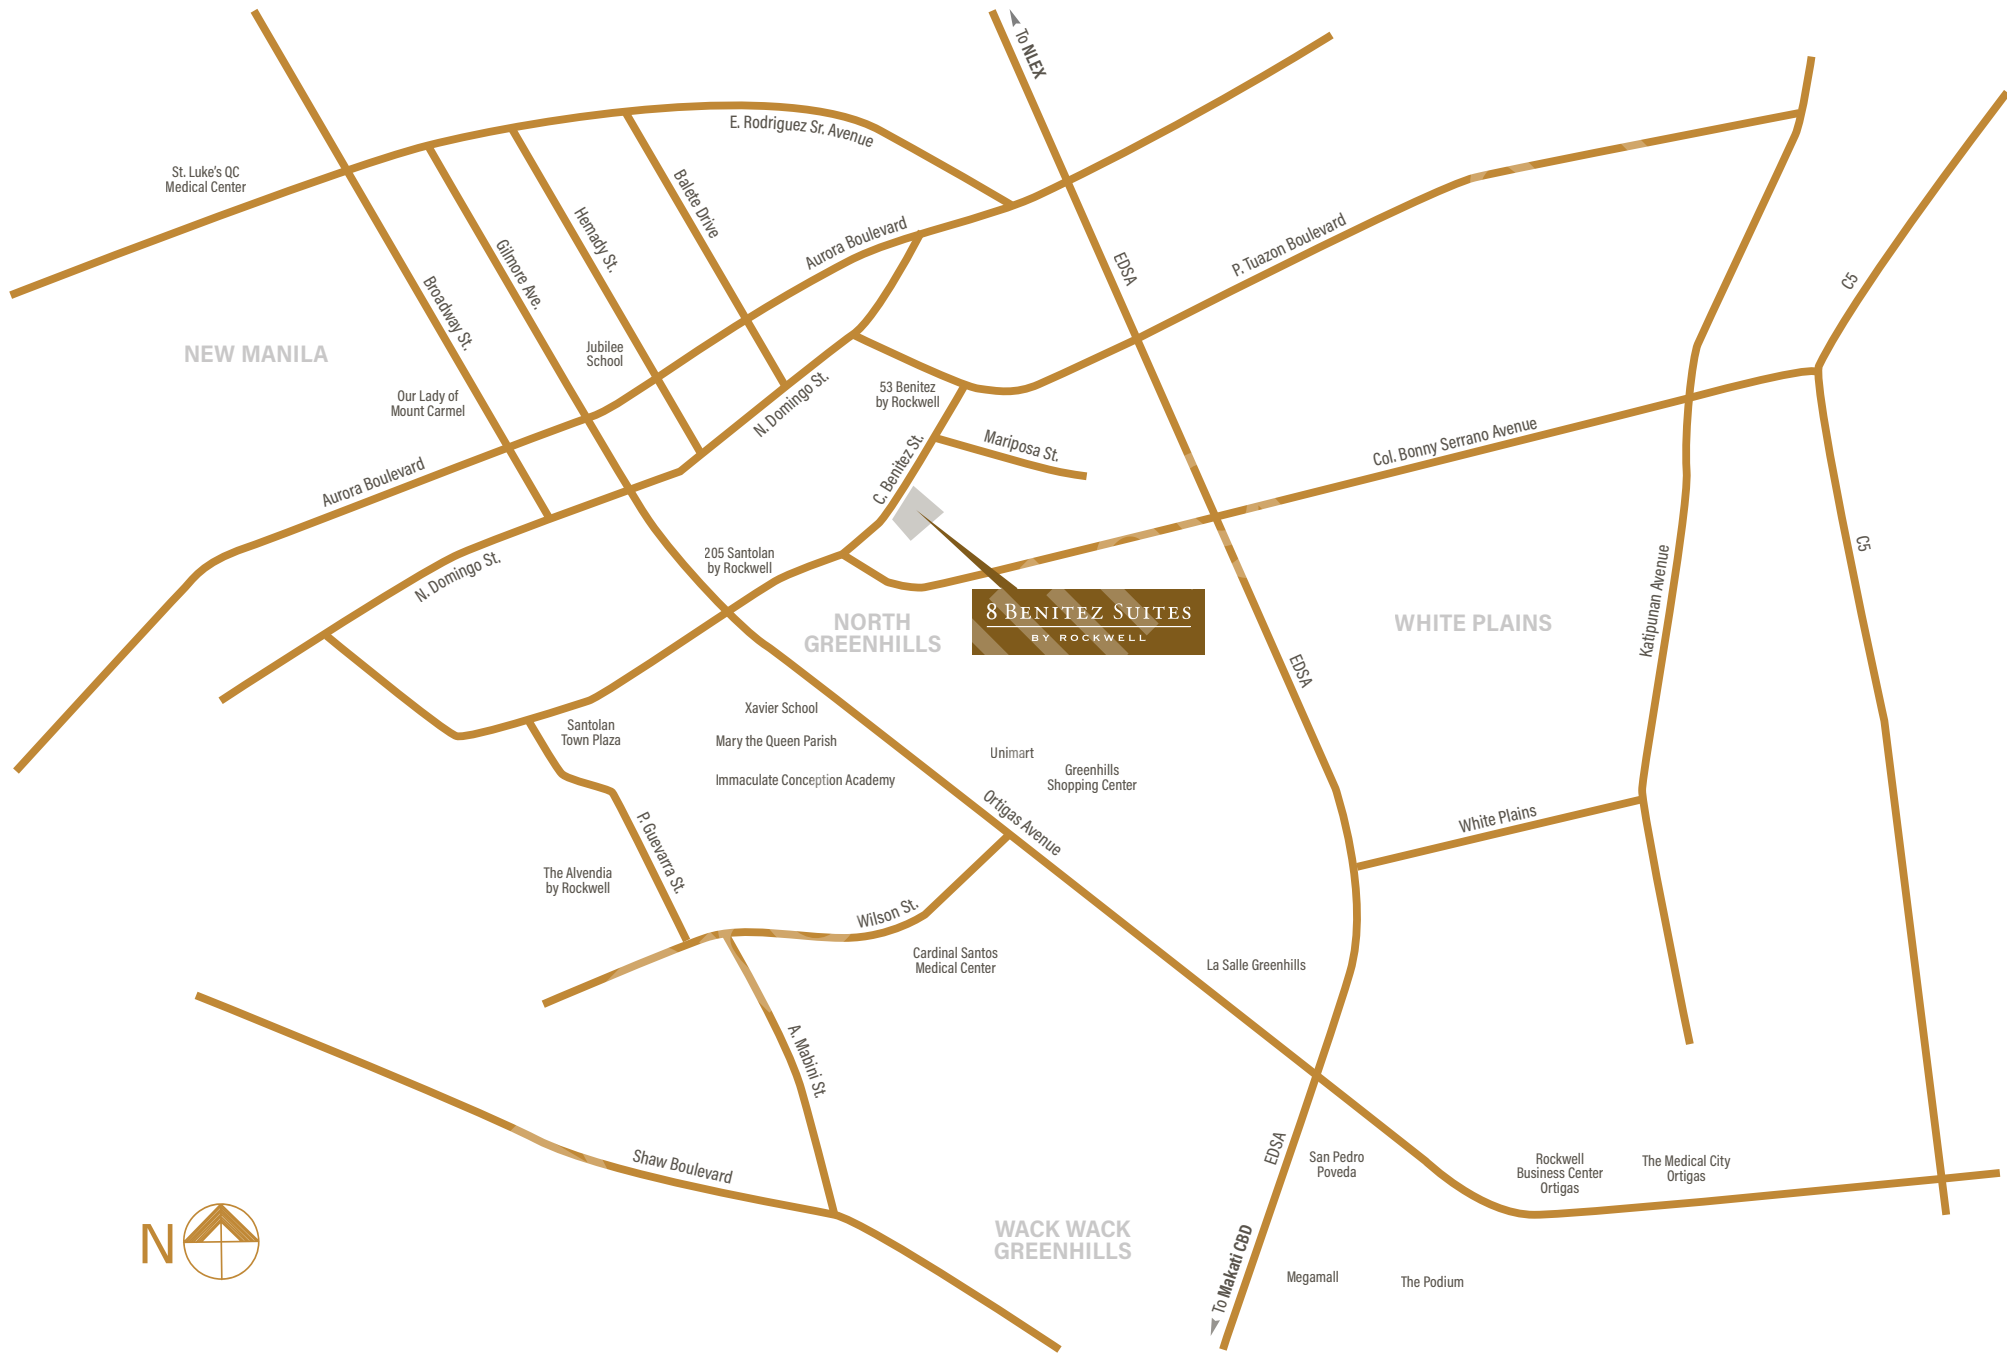 To NLEX
E. Rodriguez Sr. Avenue
St. Luke's QC
Medical Center
Balete Drive
Hemady St.
Gilmore Ave.
Broadway St.
Aurora Boulevard
EDSA
P. Tuazon Boulevard
C5
NEW MANILA
Jubilee
School
Our Lady of
Mount Carmel
N. Domingo St.
53 Benitez
by Rockwell
Mariposa St.
C. Benitez St.
Col. Bonny Serrano Avenue
Aurora Boulevard
N. Domingo St.
205 Santolan
by Rockwell
C5
Katipunan Avenue
NORTH
GREENHILLS
8 BENITEZ SUITES
BY ROCKWELL
WHITE PLAINS
EDSA
Xavier School
Santolan
Town Plaza
Mary the Queen Parish
Immaculate Conception Academy
Unimart
Greenhills
Shopping Center
Ortigas Avenue
White Plains
P. Guevarra St.
The Alvendia
by Rockwell
Wilson St.
Cardinal Santos
Medical Center
La Salle Greenhills
A. Mabini St.
Shaw Boulevard
EDSA
San Pedro
Poveda
Rockwell
Business Center
Ortigas
The Medical City
Ortigas
N
WACK WACK
GREENHILLS
To Makati CBD
Megamall
The Podium